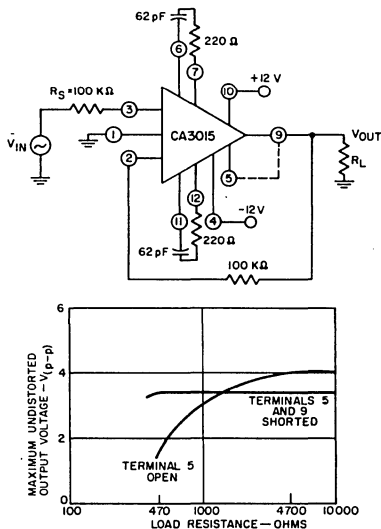 62 pF
220 Ω
6
7
RS=100 KΩ
+12 V
10
3
V̄IN
1
CA3015
9
VOUT
2
RL
5
12
11
4
-12V
62 pF
220 Ω
100 KΩ
MAXIMUM UNDISTORTED
OUTPUT VOLTAGE – V(p-p)
6
4
2
0
TERMINALS 5
AND 9
SHORTED
TERMINAL 5
OPEN
100
470
1000
4700
10000
LOAD RESISTANCE — OHMS